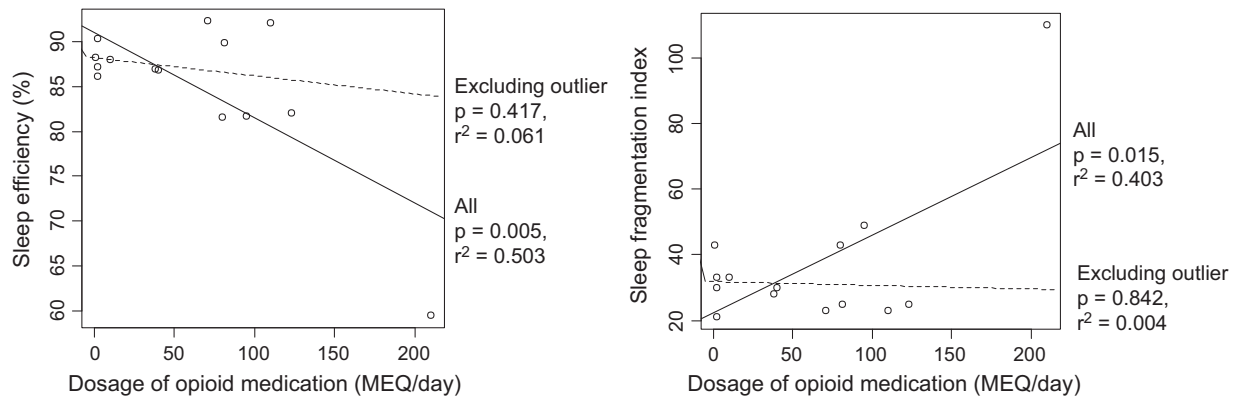 Sleep efficiency (%)
90
85
80
75
70
65
60
0 50 100 150 200
Dosage of opioid medication (MEQ/day)
Excluding outlier
p = 0.417,
r² = 0.061
All
p = 0.005,
r² = 0.503
Sleep fragmentation index
100
80
60
40
20
0 50 100 150 200
Dosage of opioid medication (MEQ/day)
All
p = 0.015,
r² = 0.403
Excluding outlier
p = 0.842,
r² = 0.004